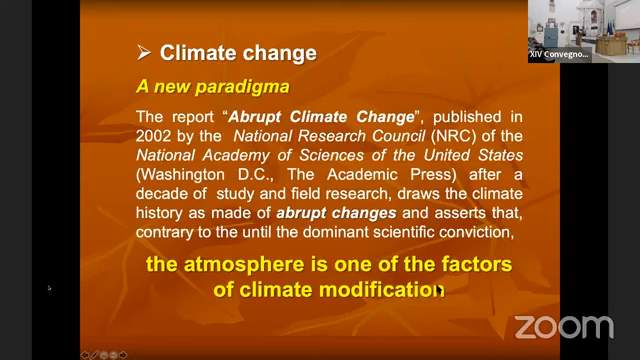 Climate change
A new paradigma
The report “Abrupt Climate Change”, published in
2002 by the National Research Council (NRC) of the
National Academy of Sciences of the United States
(Washington D.C., The Academic Press) after a
decade of study and field research, draws the climate
history as made of abrupt changes and asserts that,
contrary to the until the dominant scientific conviction,
the atmosphere is one of the factors
of climate modification
XIV Convegno...
zoom